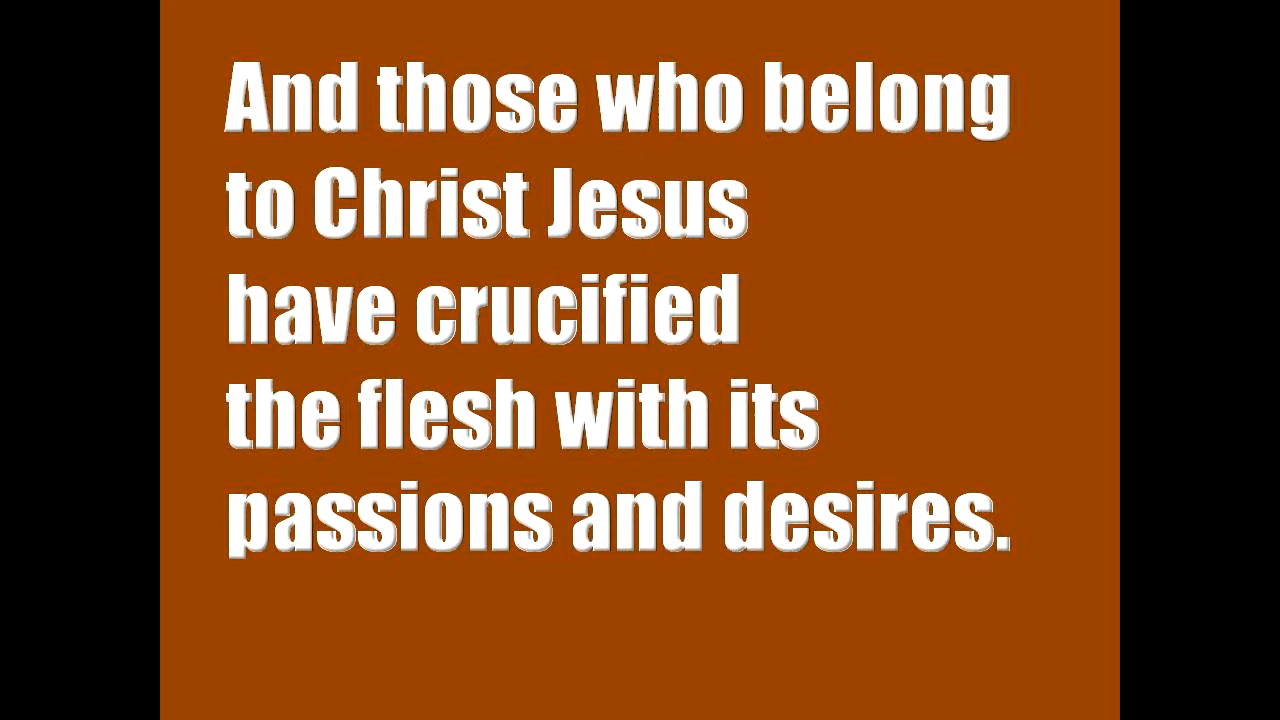 And those who belong
to Christ Jesus
have crucified
the flesh with its
passions and desires.